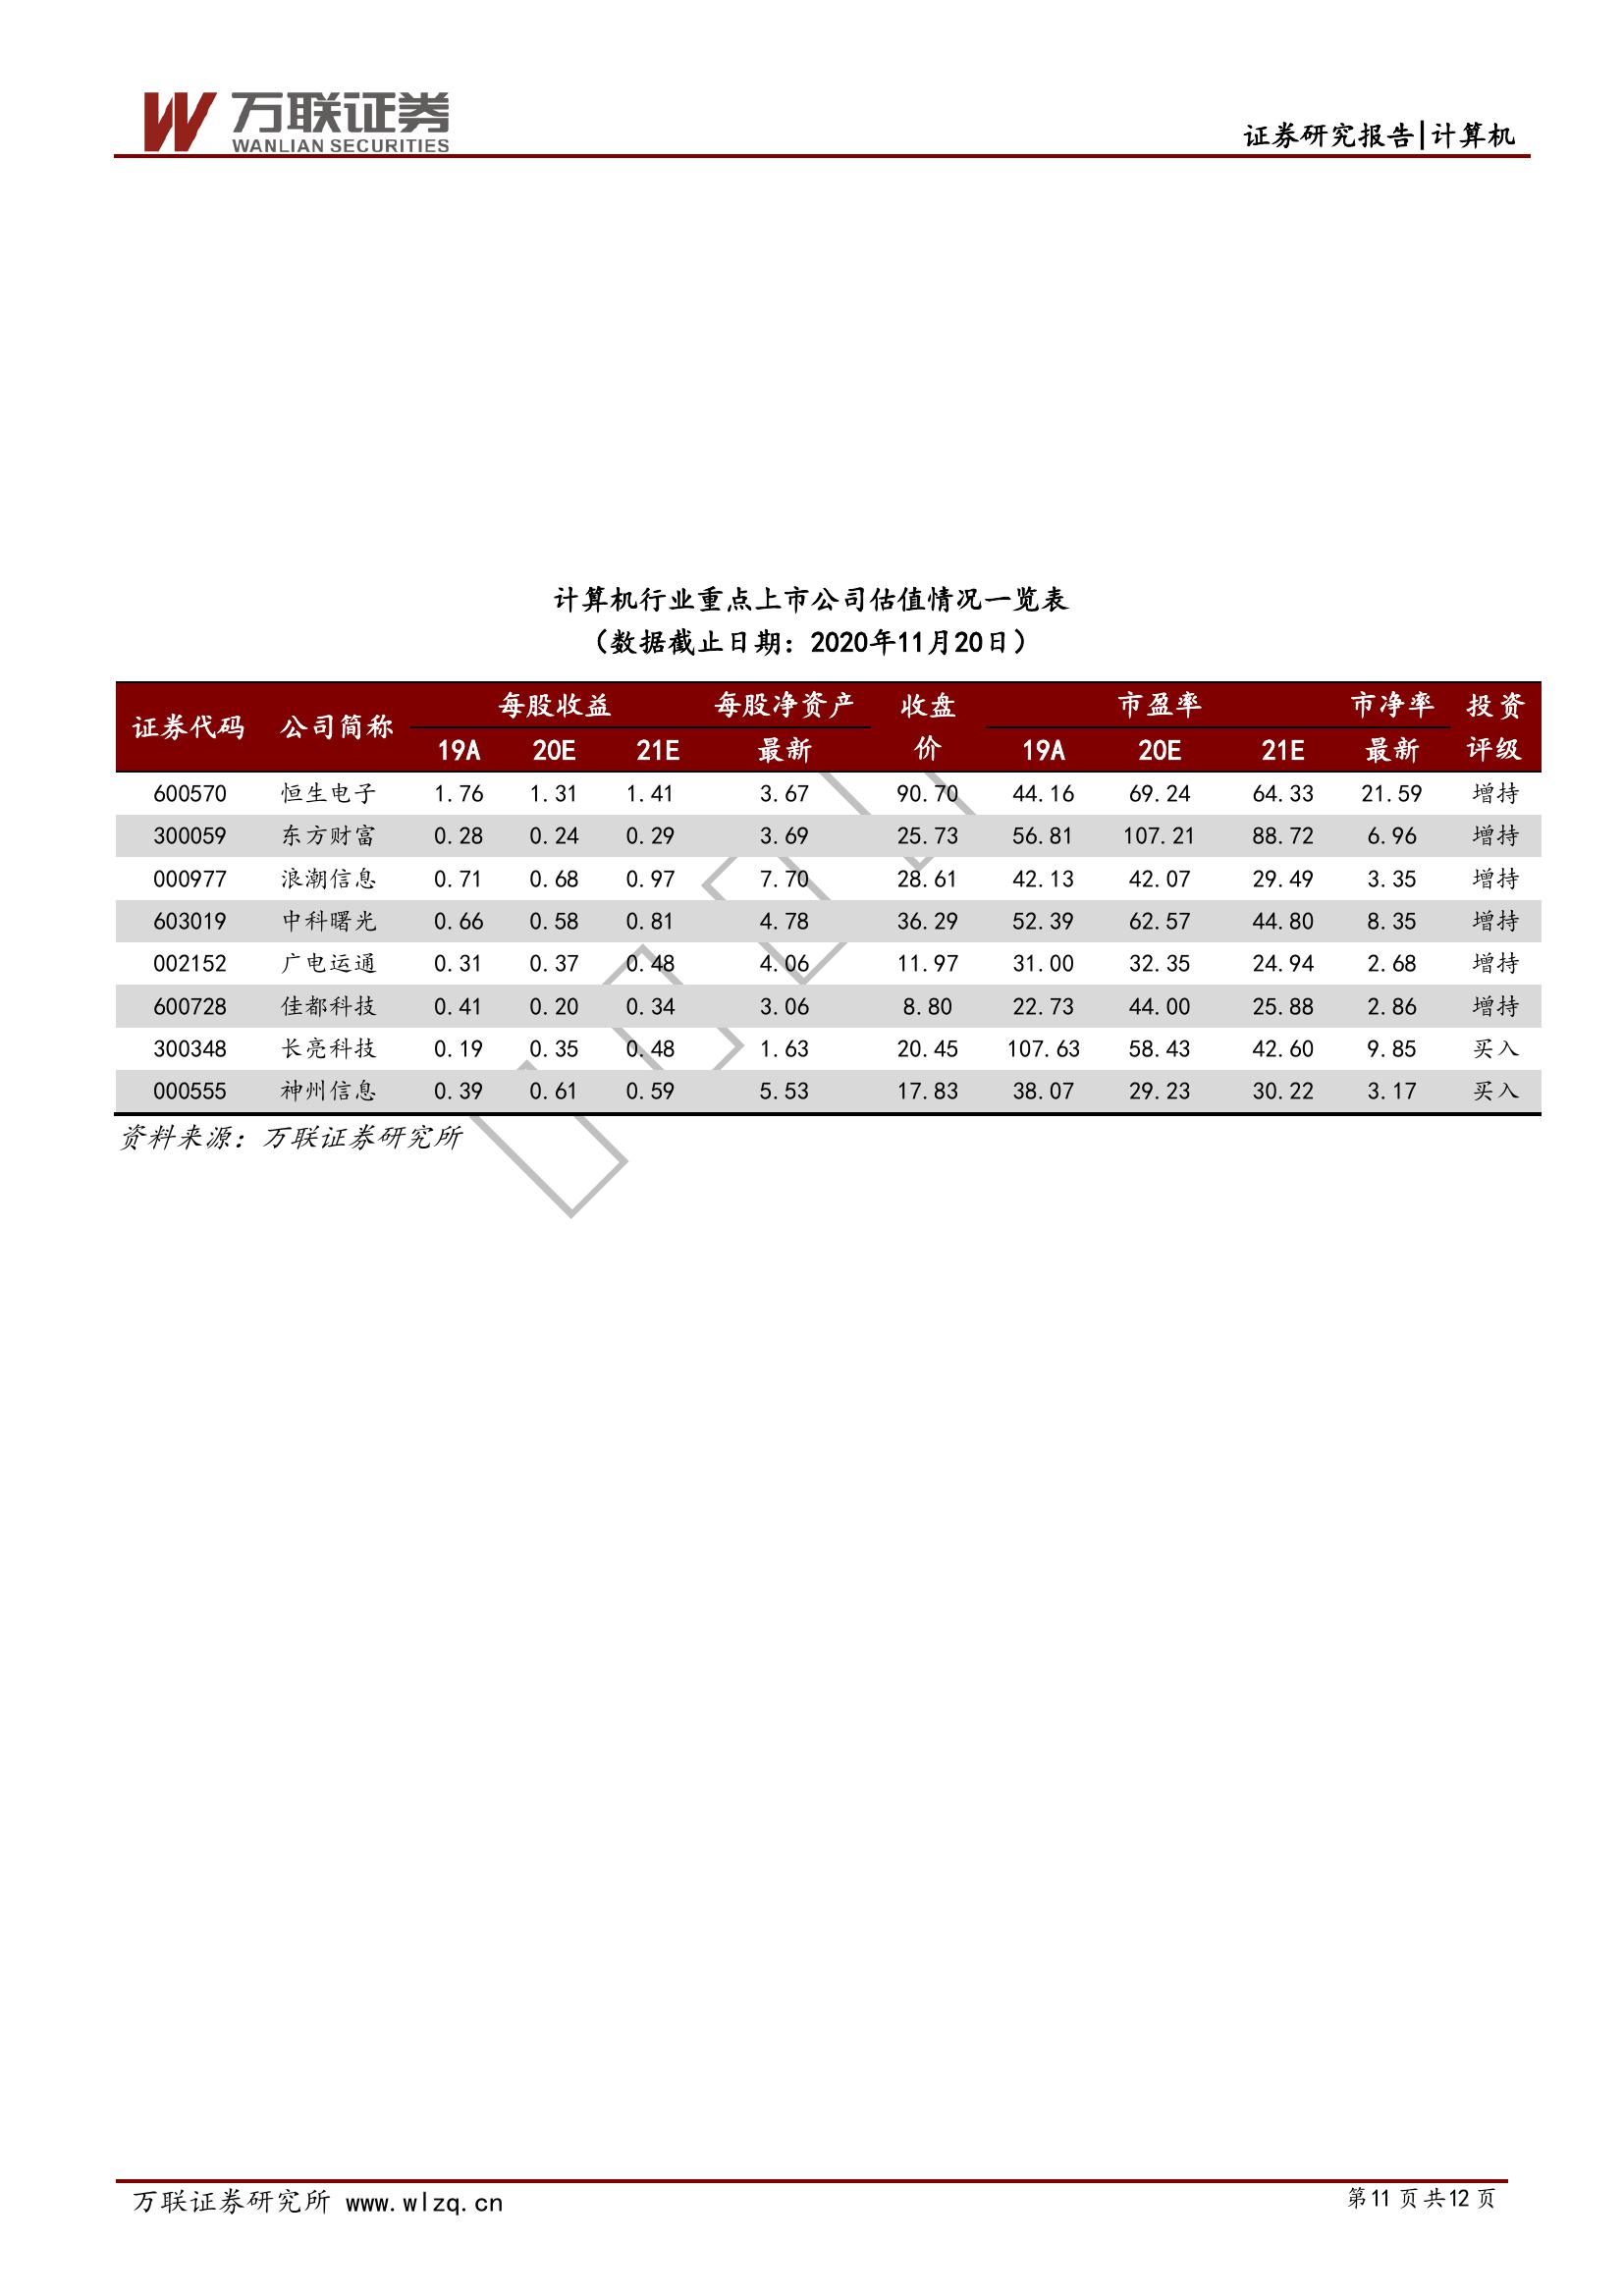 万联证券
WANLIAN SECURITIES
证券研究报告|计算机
计算机行业重点上市公司估值情况一览表
（数据截止日期：2020年11月20日）
证券代码 公司简称 每股收益 每股净资产 收盘价 市盈率 市净率 投资评级
19A 20E 21E 最新 19A 20E 21E 最新
600570 恒生电子 1.76 1.31 1.41 3.67 90.70 44.16 69.24 64.33 21.59 增持
300059 东方财富 0.28 0.24 0.29 3.69 25.73 56.81 107.21 88.72 6.96 增持
000977 浪潮信息 0.71 0.68 0.97 7.70 28.61 42.13 42.07 29.49 3.35 增持
603019 中科曙光 0.66 0.58 0.81 4.78 36.29 52.39 62.57 44.80 8.35 增持
002152 广电运通 0.31 0.37 0.48 4.06 11.97 31.00 32.35 24.94 2.68 增持
600728 佳都科技 0.41 0.20 0.34 3.06 8.80 22.73 44.00 25.88 2.86 增持
300348 长亮科技 0.19 0.35 0.48 1.63 20.45 107.63 58.43 42.60 9.85 买入
000555 神州信息 0.39 0.61 0.59 5.53 17.83 38.07 29.23 30.22 3.17 买入
资料来源：万联证券研究所
万联证券研究所 www.wlzq.cn
第11 页 共12 页